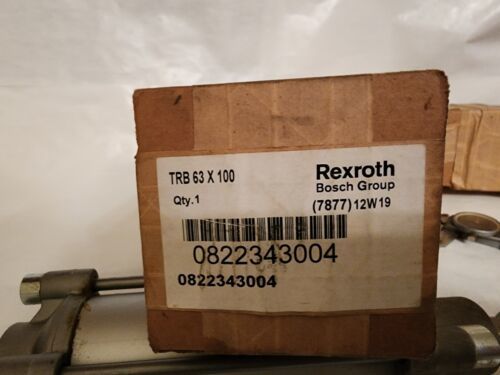 TRB 63 X 100
Qty.1
Rexroth
Bosch Group
(7877) 12W19
0822343004
0822343004